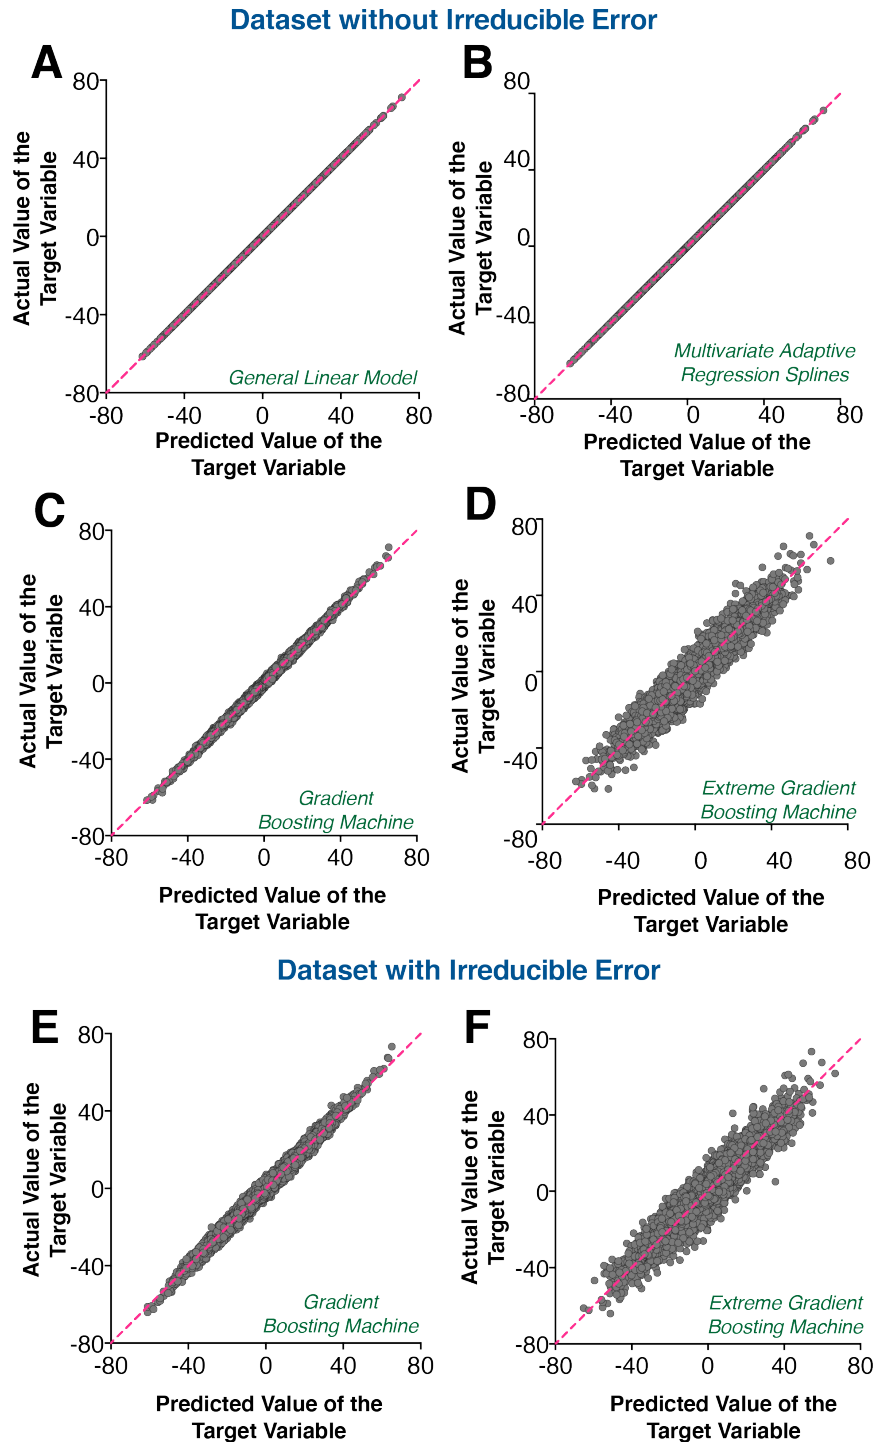 Dataset without Irreducible Error
A
Actual Value of the
Target Variable
80
40
0
-40
-80
-80
-40
0
40
80
General Linear Model
Predicted Value of the
Target Variable
B
Actual Value of the
Target Variable
80
40
0
-40
-80
-80
-40
0
40
80
Multivariate Adaptive
Regression Splines
Predicted Value of the
Target Variable
C
Actual Value of the
Target Variable
80
40
0
-40
-80
-80
-40
0
40
80
Gradient
Boosting Machine
Predicted Value of the
Target Variable
D
Actual Value of the
Target Variable
80
40
0
-40
-80
-80
-40
0
40
80
Extreme Gradient
Boosting Machine
Predicted Value of the
Target Variable
Dataset with Irreducible Error
E
Actual Value of the
Target Variable
80
40
0
-40
-80
-80
-40
0
40
80
Gradient
Boosting Machine
Predicted Value of the
Target Variable
F
Actual Value of the
Target Variable
80
40
0
-40
-80
-80
-40
0
40
80
Extreme Gradient
Boosting Machine
Predicted Value of the
Target Variable